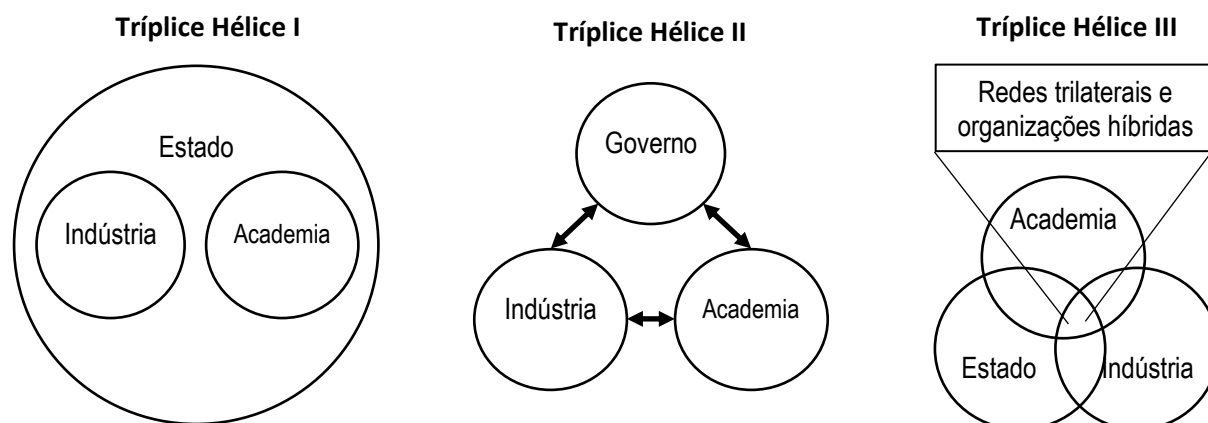 Tríplice Hélice I
Estado
Indústria
Academia
Tríplice Hélice II
Governo
Indústria
Academia
Tríplice Hélice III
Redes trilaterais e
organizações híbridas
Academia
Estado
Indústria